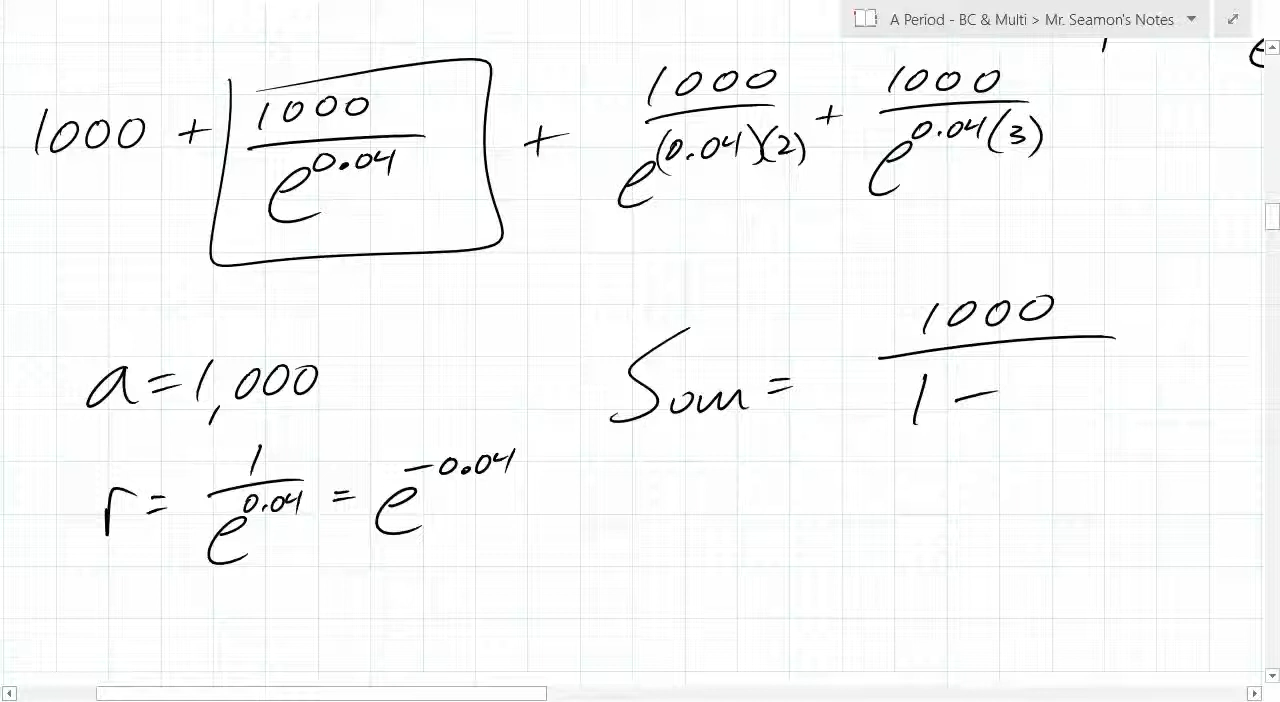 A Period - BC & Multi > Mr. Seamon's Notes
1000 + 1000/e^0.04 + 1000/e^(0.04)(2) + 1000/e^0.04(3)
a = 1,000
Sum = 1000/1 -
r = 1/e^0.04 = e^-0.04